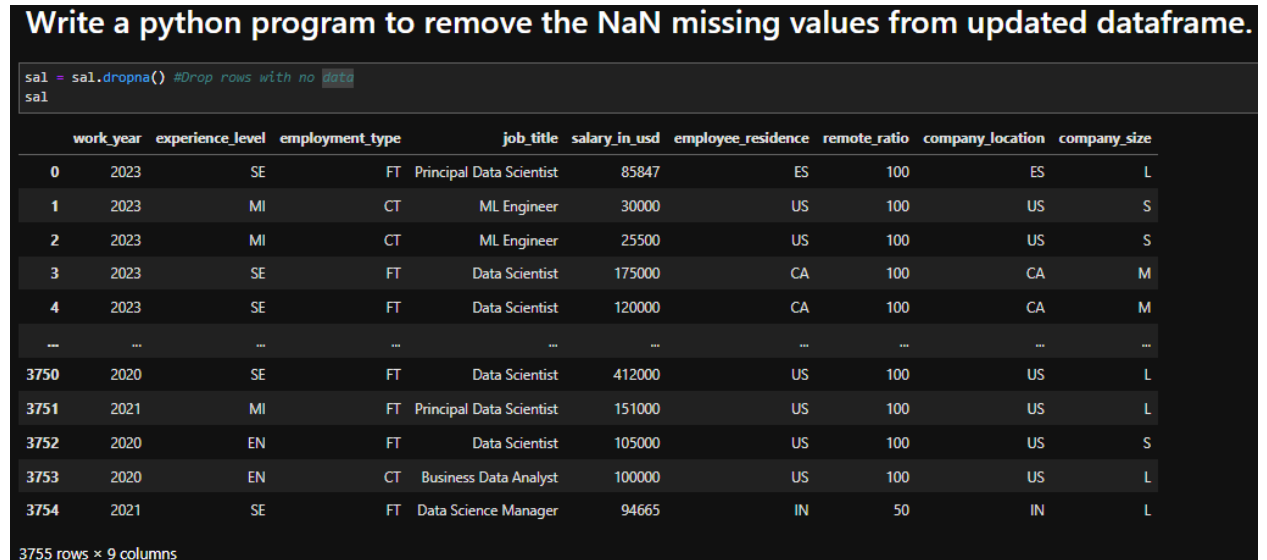 Write a python program to remove the NaN missing values from updated dataframe.
sal = sal.dropna() #Drop rows with no data
sal
work_year experience_level employment_type job_title salary_in_usd employee_residence remote_ratio company_location company_size
0 2023 SE FT Principal Data Scientist 85847 ES 100 ES L
1 2023 MI CT ML Engineer 30000 US 100 US S
2 2023 MI CT ML Engineer 25500 US 100 US S
3 2023 SE FT Data Scientist 175000 CA 100 CA M
4 2023 SE FT Data Scientist 120000 CA 100 CA M
... ... ... ... ... ... ... ... ... ...
3750 2020 SE FT Data Scientist 412000 US 100 US L
3751 2021 MI FT Principal Data Scientist 151000 US 100 US L
3752 2020 EN FT Data Scientist 105000 US 100 US S
3753 2020 EN CT Business Data Analyst 100000 US 100 US L
3754 2021 SE FT Data Science Manager 94665 IN 50 IN L
3755 rows × 9 columns